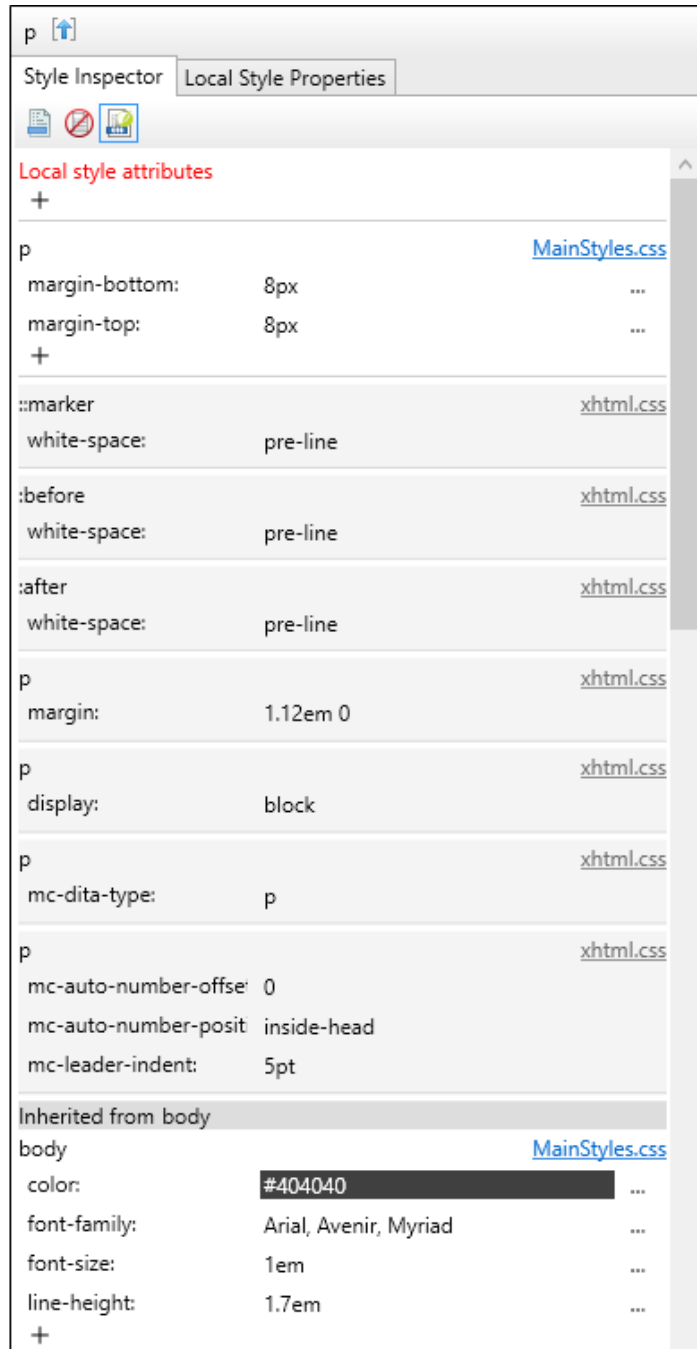 p
Style Inspector Local Style Properties
Local style attributes
+
p MainStyles.css
margin-bottom: 8px ...
margin-top: 8px ...
+
::marker xhtml.css
white-space: pre-line
:before xhtml.css
white-space: pre-line
:after xhtml.css
white-space: pre-line
p xhtml.css
margin: 1.12em 0
p xhtml.css
display: block
p xhtml.css
mc-dita-type: p
p xhtml.css
mc-auto-number-offset 0
mc-auto-number-positi inside-head
mc-leader-indent: 5pt
Inherited from body
body MainStyles.css
color: #404040 ...
font-family: Arial, Avenir, Myriad ...
font-size: 1em ...
line-height: 1.7em ...
+